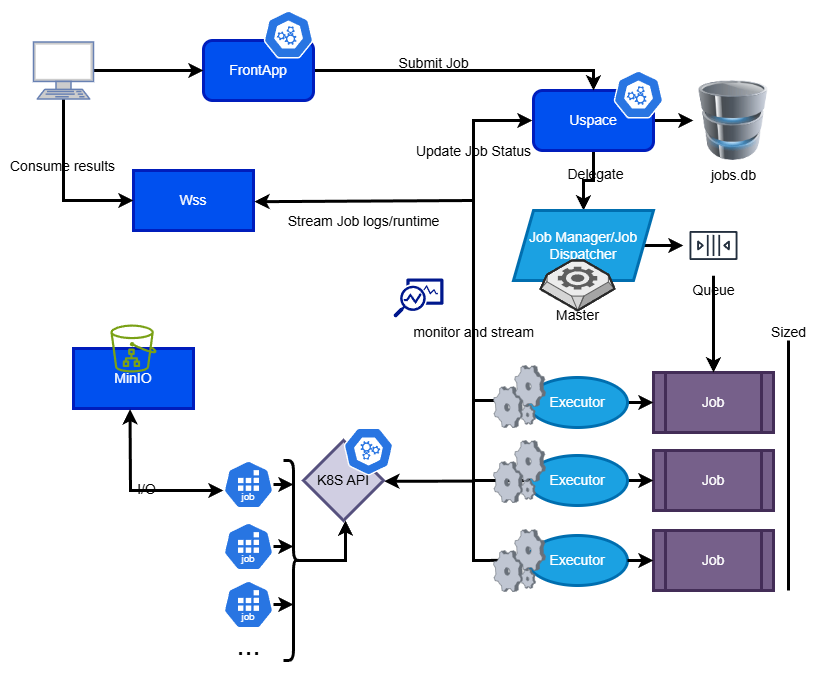 FrontApp
Submit Job
Uspace
Update Job Status
Consume results
Delegate
jobs.db
Wss
Stream Job logs/runtime
Job Manager/Job
Dispatcher
Master
Queue
monitor and stream
Sized
MinIO
Executor
Job
I/O
job
K8S API
Executor
Job
job
Executor
Job
job
...